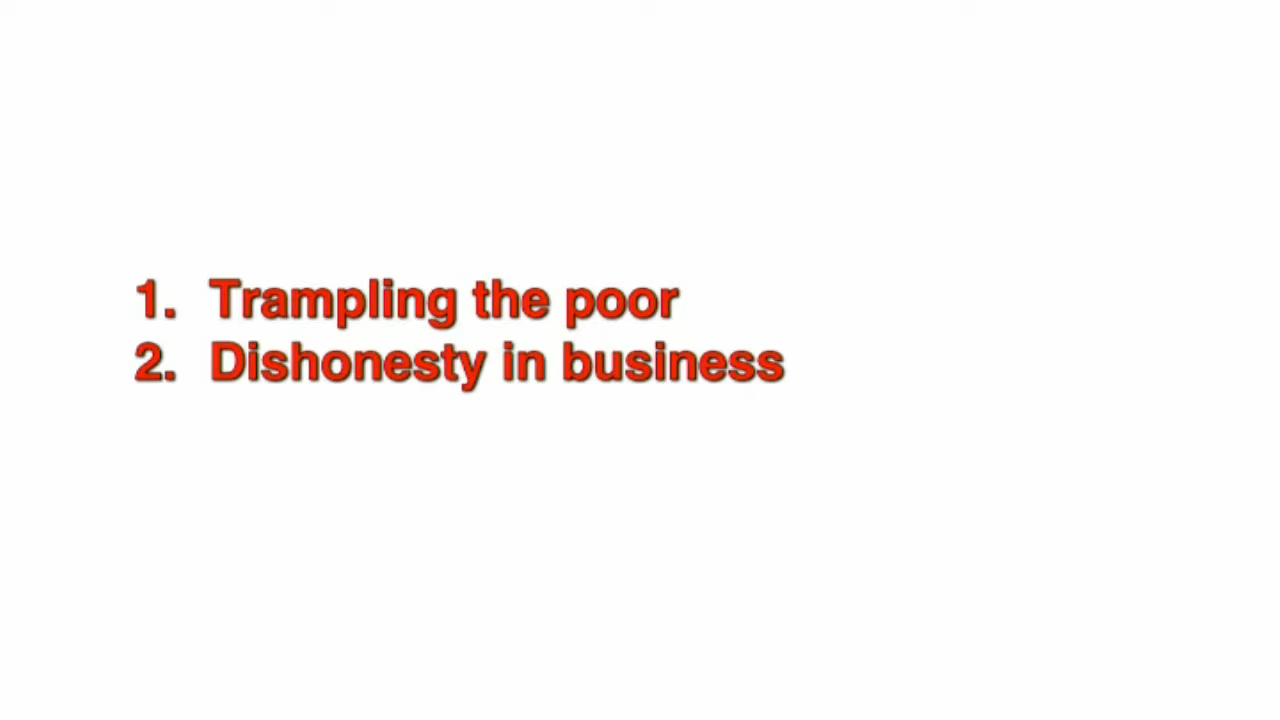 1. Trampling the poor
2. Dishonesty in business